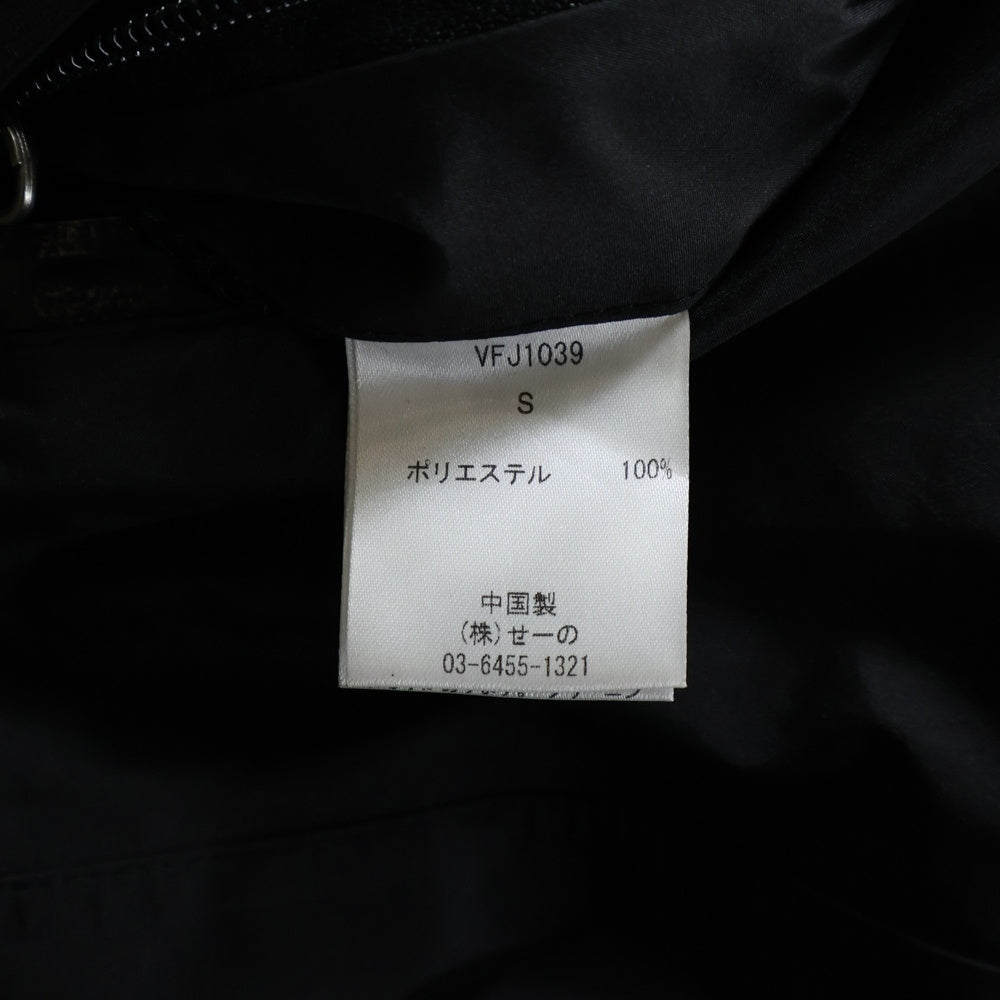 VFJ1039
S
ポリエステル 100%
中国製
(株)せーの
03-6455-1321